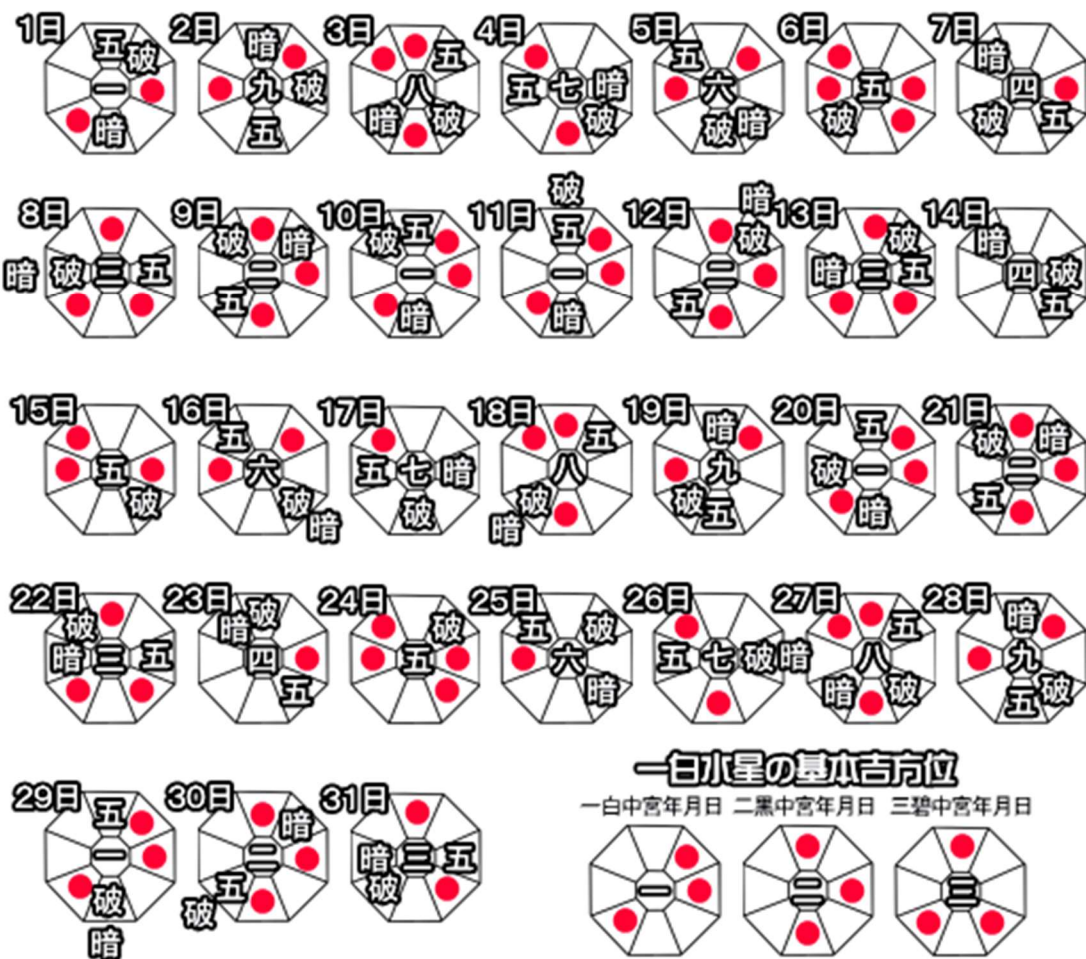 1日 2日 3日 4日 5日 6日 7日
五 破 一 暗
暗 九 破 五
五 八 暗 破
五 七 暗 破
五 六 破 暗
五 破
暗 四 破 五
8日 9日 10日 11日 12日 13日 14日
暗 破 三 五
破 暗 二 五
破 五 一 暗
破 五 一 暗
暗 破 二 五
破 暗 三 五
暗 四 破 五
15日 16日 17日 18日 19日 20日 21日
五 破
五 六 破 暗
五 七 暗 破
五 八 破 暗
暗 九 破 五
五 破 一 暗
破 暗 二 五
22日 23日 24日 25日 26日 27日 28日
破 暗 三 五
破 暗 四 五
破 五
五 破 六 暗
五 七 破 暗
五 八 暗 破
暗 九 破 五
29日 30日 31日
五 一 破 暗
暗 二 五 破
暗 三 五 破
一白水星の基本吉方位
一白中宮年月日 二黒中宮年月日 三碧中宮年月日
一 二 三